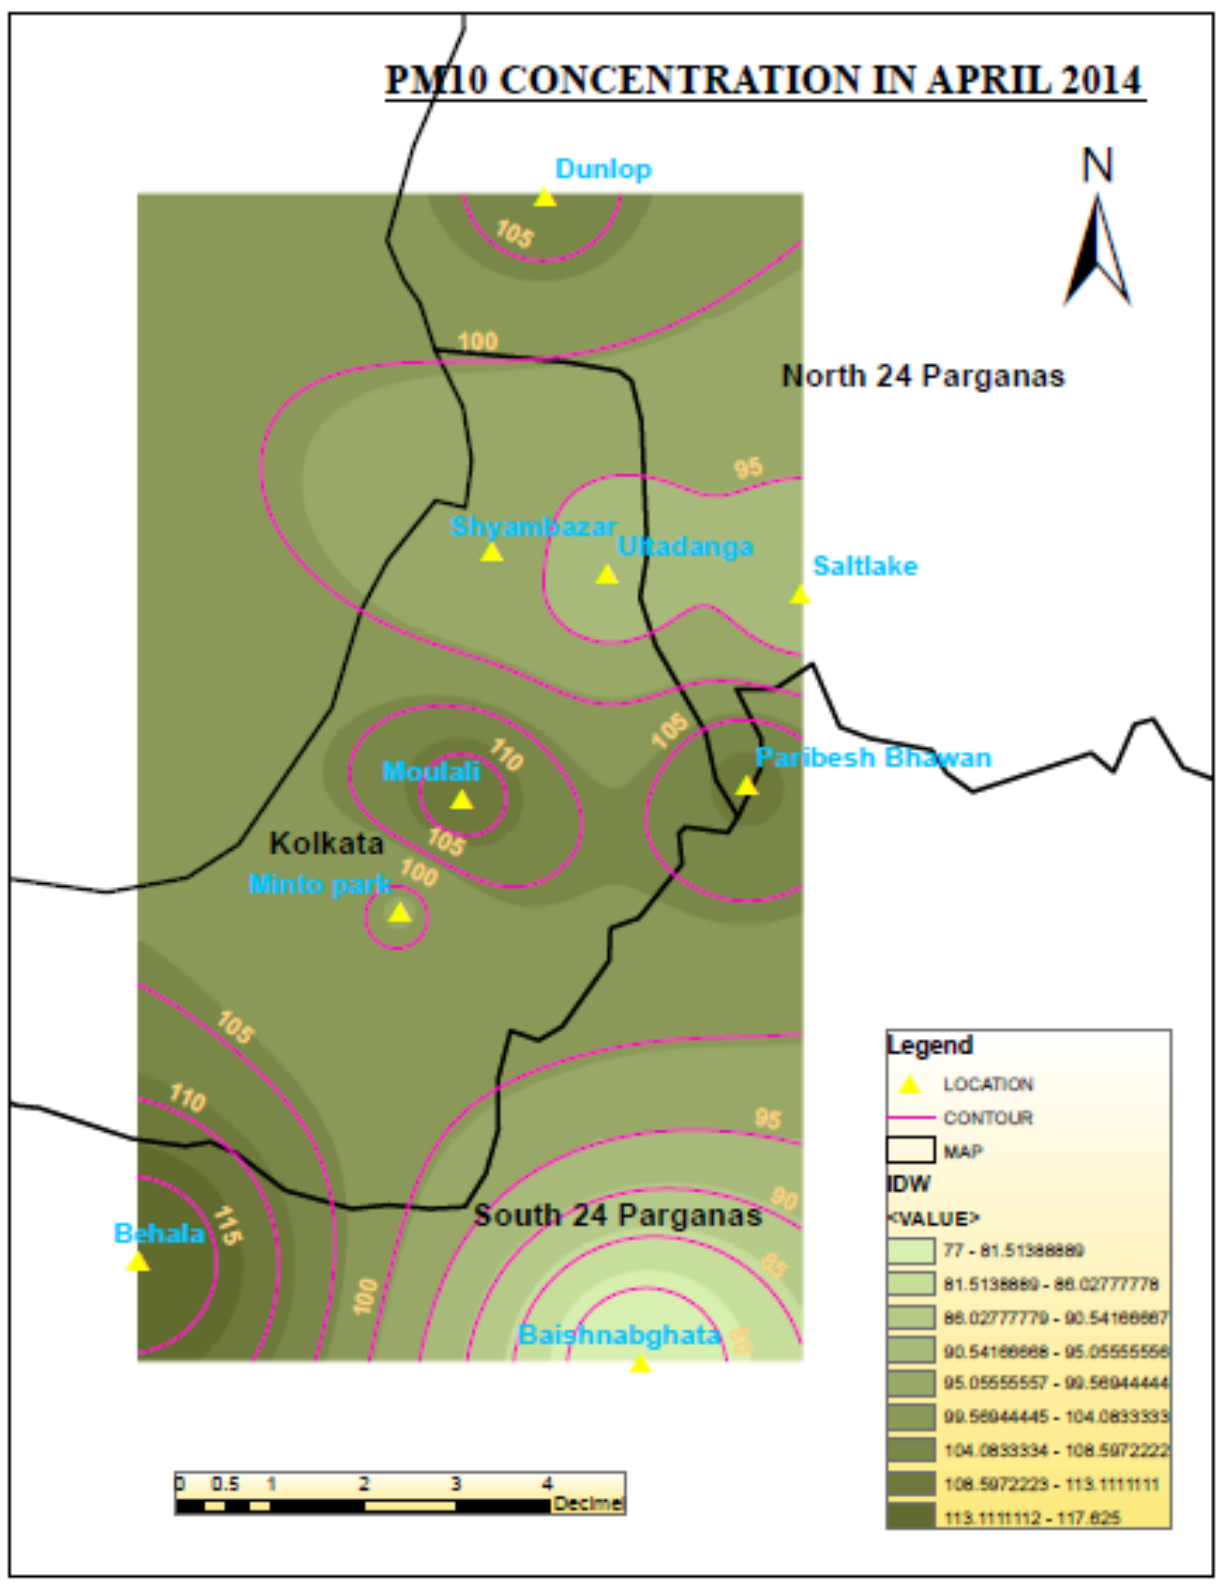 PM10 CONCENTRATION IN APRIL 2014
N
Dunlop
105
100
North 24 Parganas
95
Shyambazar
Ultadanga
Saltlake
105
110
Moulali
Paribesh Bhawan
105
Kolkata
100
Minto park
105
110
95
90
South 24 Parganas
115
Behala
85
100
Baishnabghata
80
Legend
LOCATION
CONTOUR
MAP
IDW
<VALUE>
77 - 81.51388889
81.5138889 - 86.02777778
86.02777779 - 90.54166667
90.54166668 - 95.05555556
95.05555557 - 99.56944444
99.56944445 - 104.0833333
104.0833334 - 108.5972222
108.5972223 - 113.1111111
113.1111112 - 117.625
0 0.5 1 2 3 4
Decimel